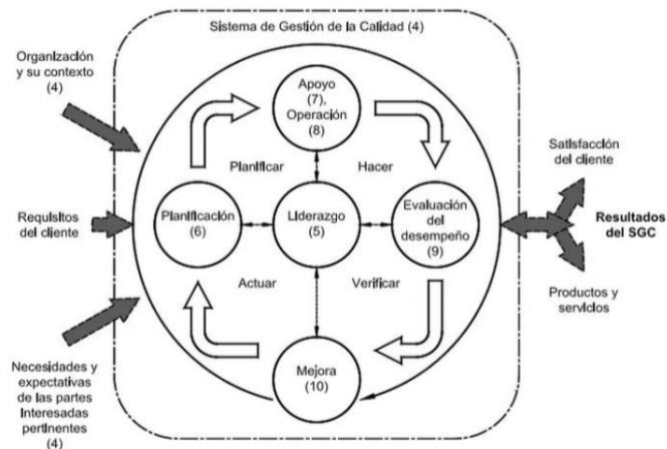 Sistema de Gestión de la Calidad (4)
Organización
y su contexto
(4)
Apoyo
(7),
Operación
(8)
Planificar
Hacer
Satisfacción
del cliente
Requisitos
del cliente
Planificación
(6)
Liderazgo
(5)
Evaluación
del
desempeño
(9)
Resultados
del SGC
Actuar
Verificar
Productos y
servicios
Necesidades y
expectativas
de las partes
interesadas
pertinentes
(4)
Mejora
(10)